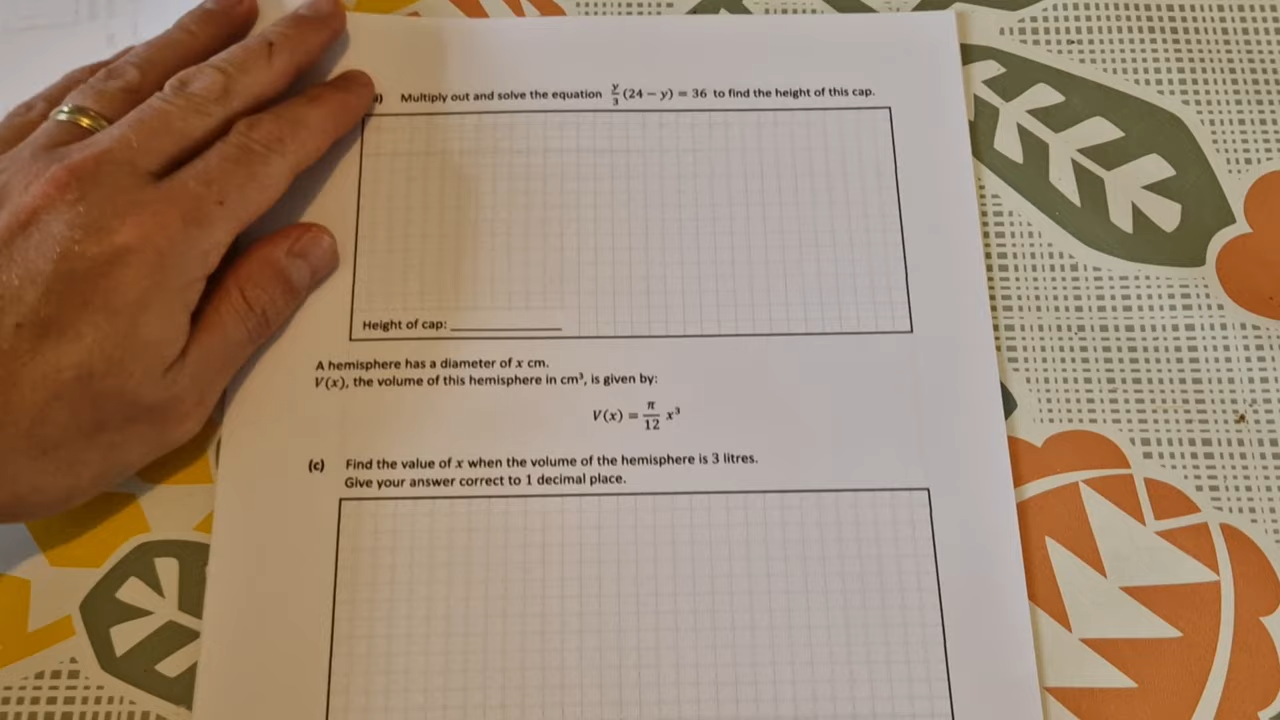 Multiply out and solve the equation y/3 (24 − y) = 36 to find the height of this cap.
Height of cap: ____________
A hemisphere has a diameter of x cm.
V(x), the volume of this hemisphere in cm³, is given by:
V(x) = π/12 x³
(c) Find the value of x when the volume of the hemisphere is 3 litres.
Give your answer correct to 1 decimal place.